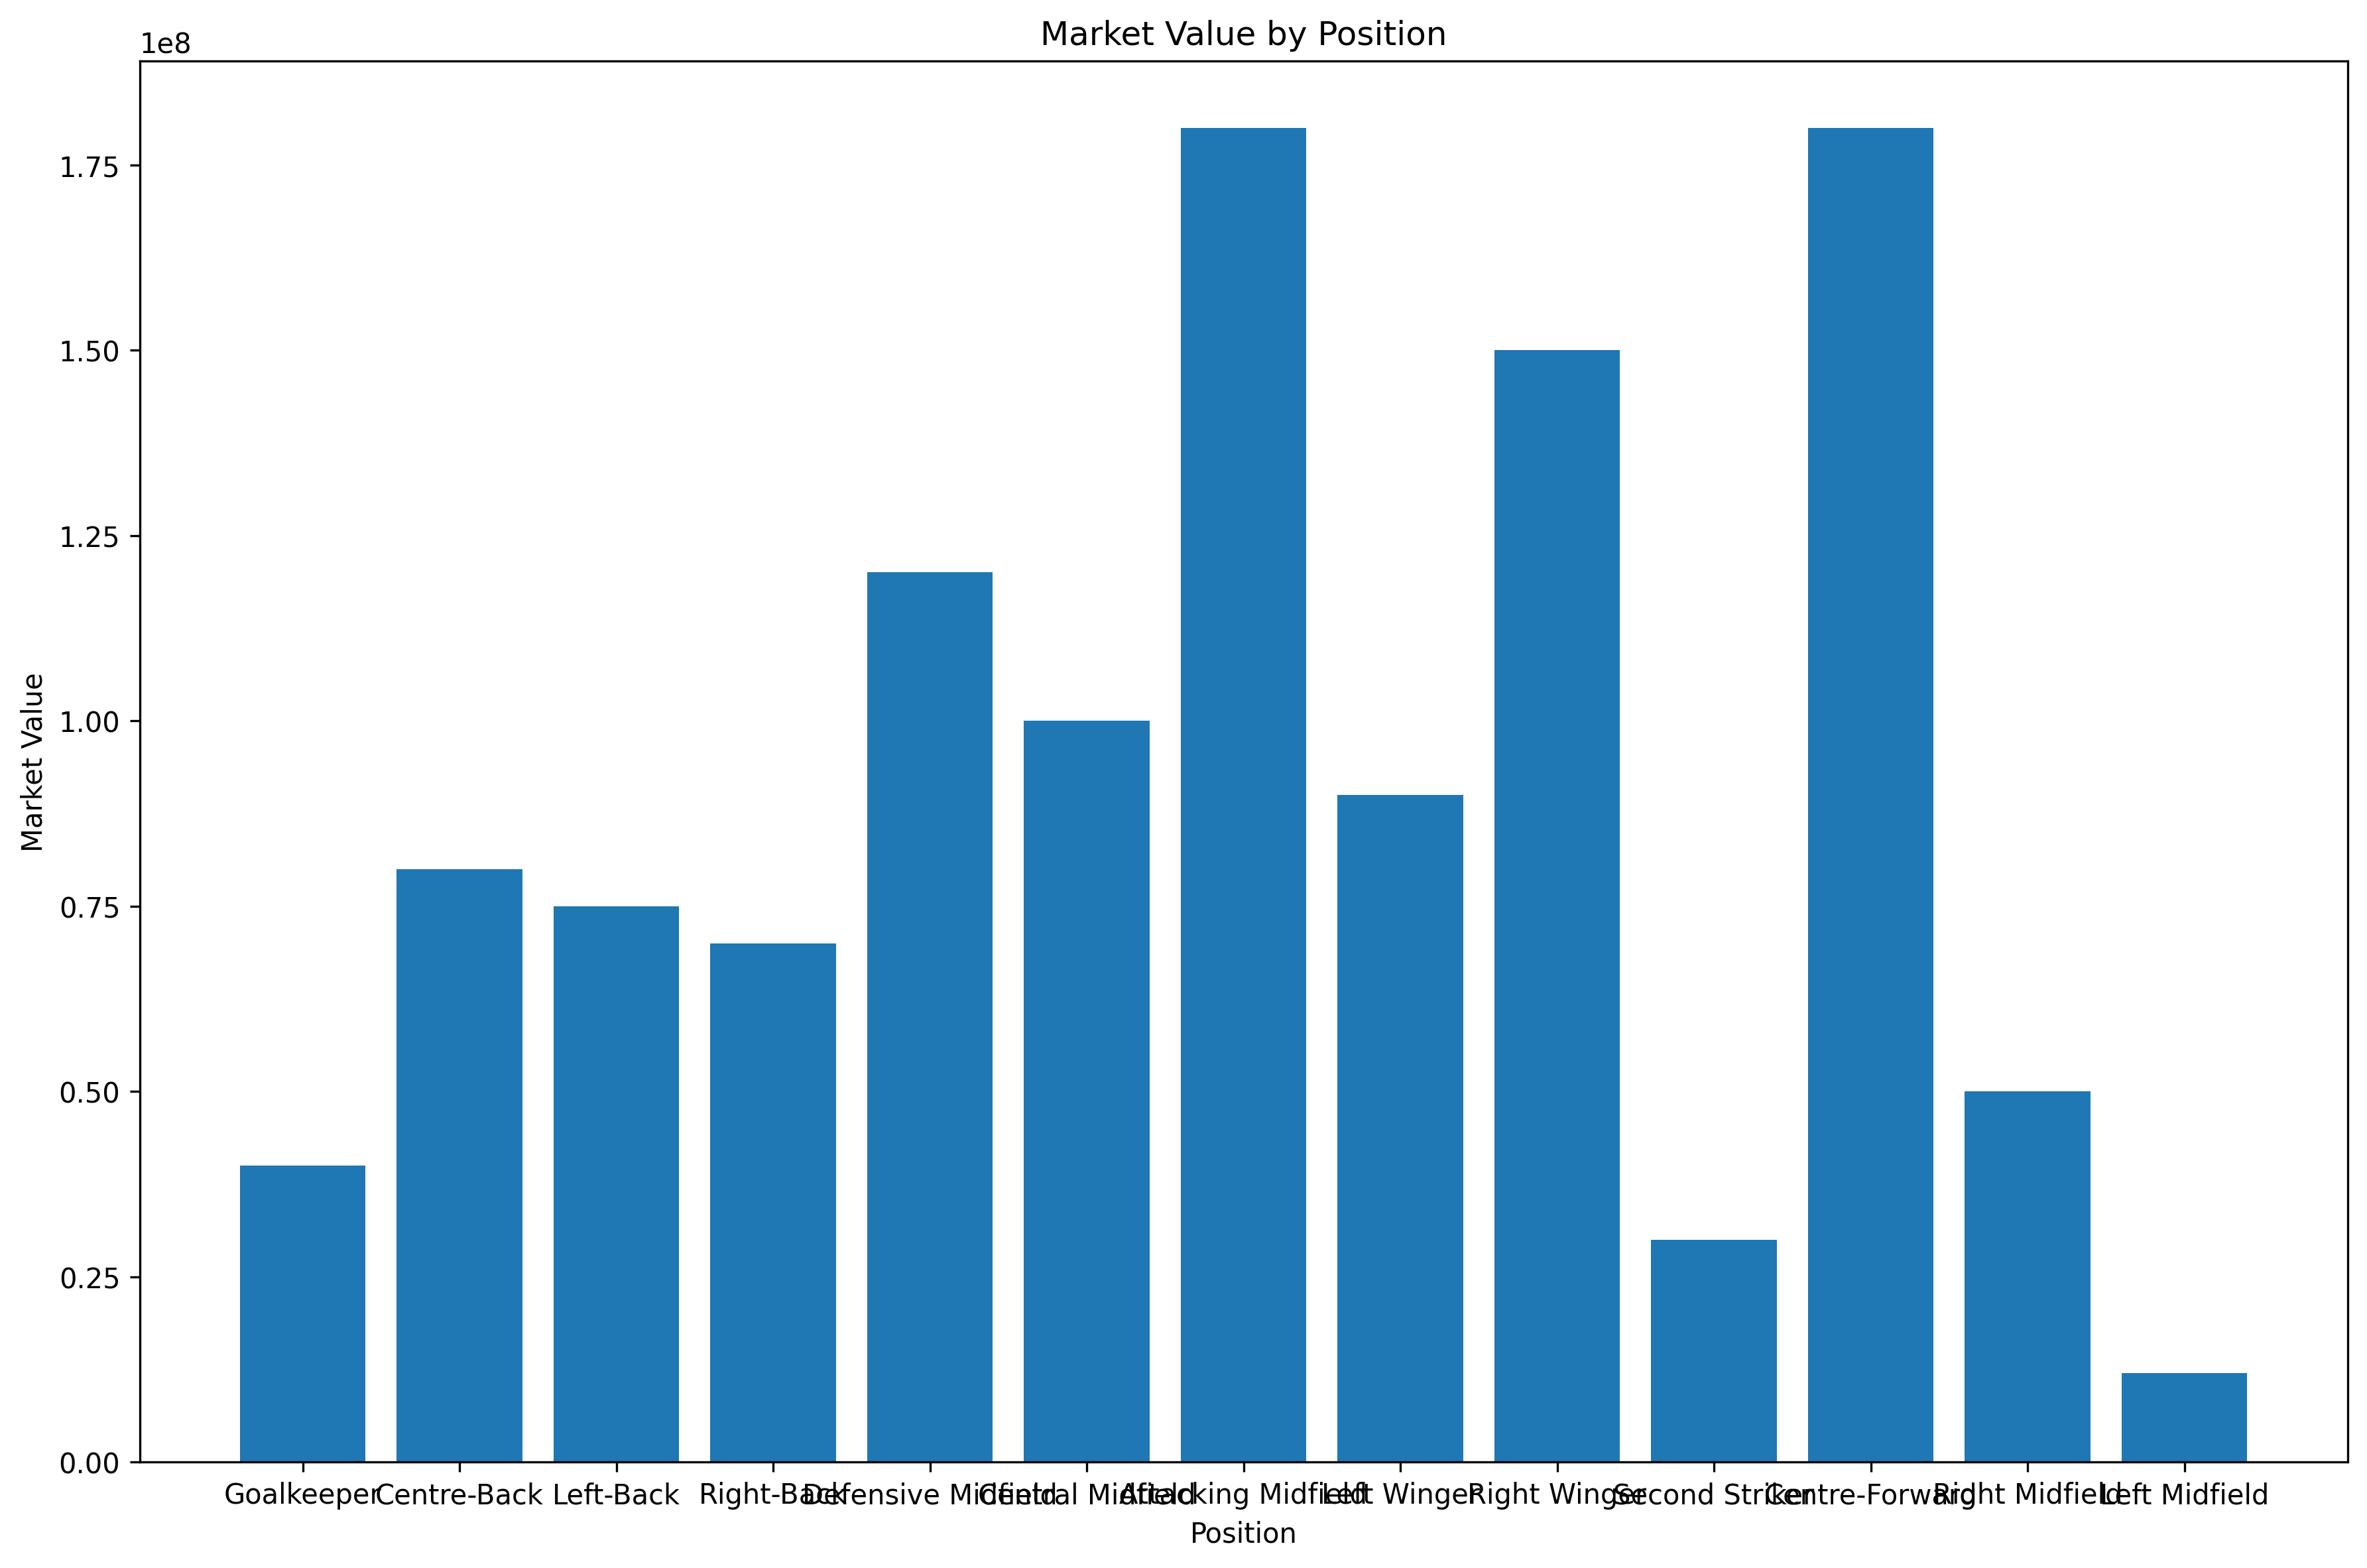 Market Value by Position
1e8
1.75
1.50
1.25
1.00
0.75
0.50
0.25
0.00
Market Value
Goalkeeper Centre-Back Left-Back Right-Back Defensive Midfield Central Midfield Attacking Midfield Left Winger Right Winger Second Striker Centre-Forward Right Midfield Left Midfield
Position